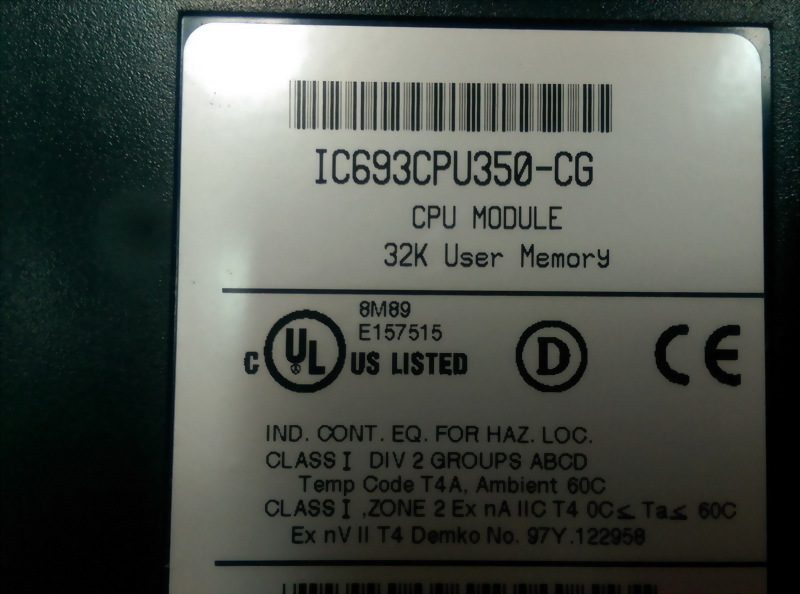 IC693CPU350-CG
CPU MODULE
32K User Memory
8M89
E157515
C UL US LISTED
D
CE
IND. CONT. EQ. FOR HAZ. LOC.
CLASS I DIV 2 GROUPS ABCD
Temp Code T4A, Ambient 60C
CLASS I ,ZONE 2 Ex nA IIC T4 0C≤ Ta≤ 60C
Ex nV II T4 Demko No. 97Y.122958